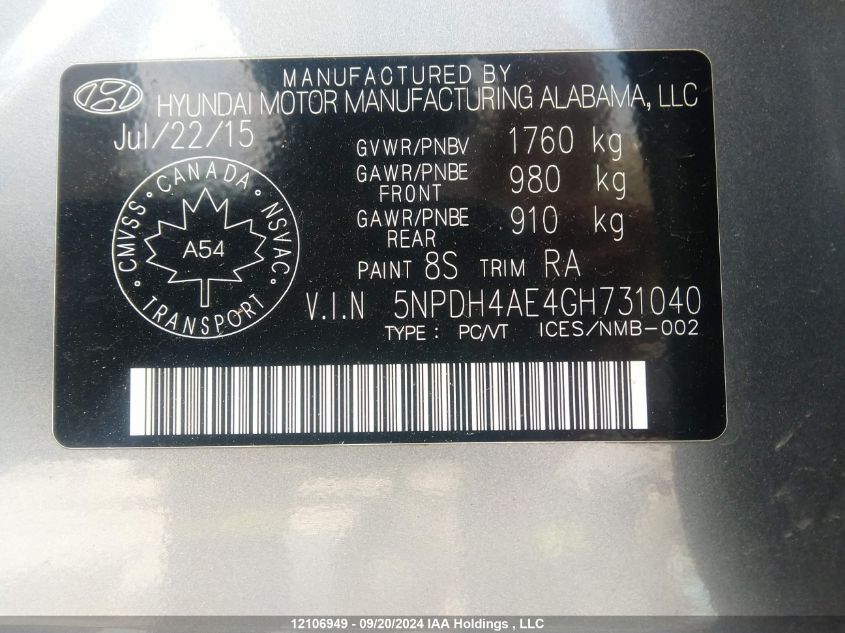 MANUFACTURED BY
HYUNDAI MOTOR MANUFACTURING ALABAMA, LLC
Jul/22/15
GVWR/PNBV 1760 kg
GAWR/PNBE FRONT 980 kg
GAWR/PNBE REAR 910 kg
PAINT 8S TRIM RA
CANADA
CMVSS · NSVAC
A54
TRANSPORT
V.I.N 5NPDH4AE4GH731040
TYPE : PC/VT ICES/NMB-002
12106949 - 09/20/2024 IAA Holdings , LLC